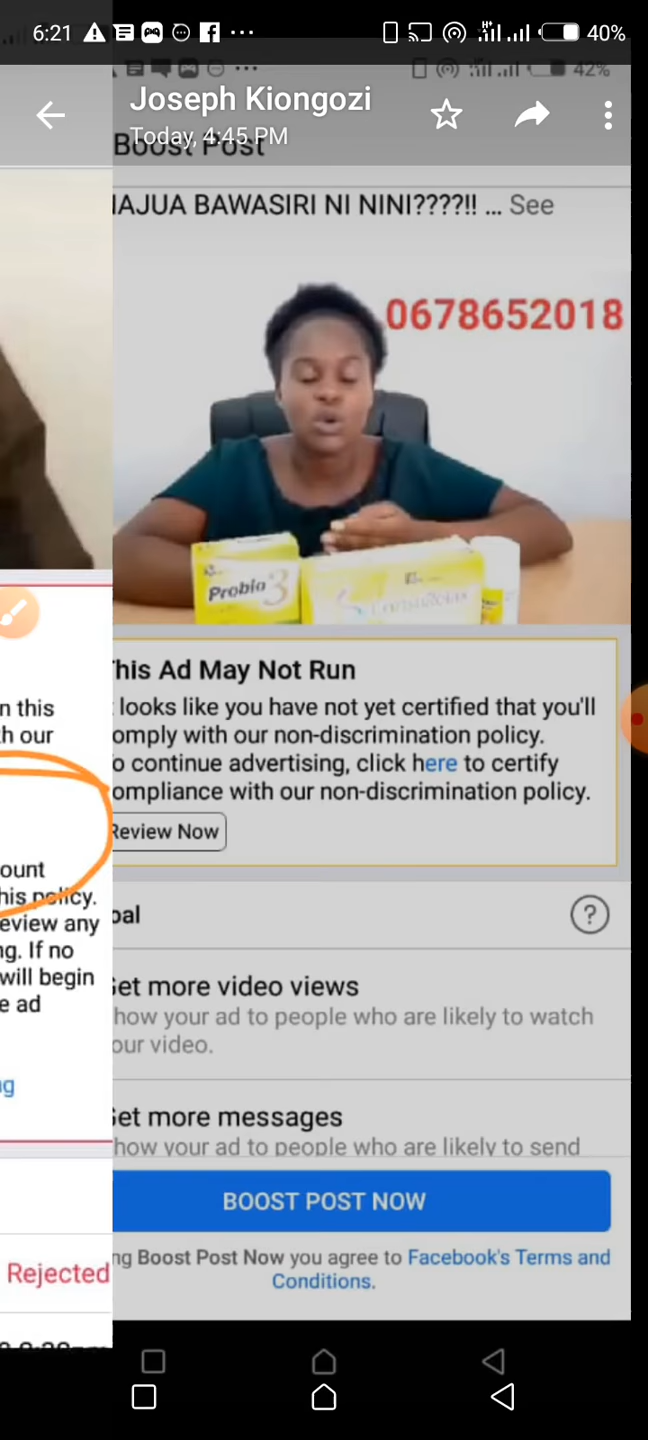 6:21
40%
42%
Joseph Kiongozi
Today, 4:45 PM
Boost Post
AJUA BAWASIRI NI NINI????!! ... See
0678652018
Probio 3
n this
h our
ount
his policy.
eview any
ng. If no
will begin
e ad
ng
Rejected
his Ad May Not Run
looks like you have not yet certified that you'll
omply with our non-discrimination policy.
o continue advertising, click here to certify
ompliance with our non-discrimination policy.
Review Now
oal
?
Get more video views
how your ad to people who are likely to watch
our video.
Get more messages
how your ad to people who are likely to send
BOOST POST NOW
ng Boost Post Now you agree to Facebook's Terms and
Conditions.